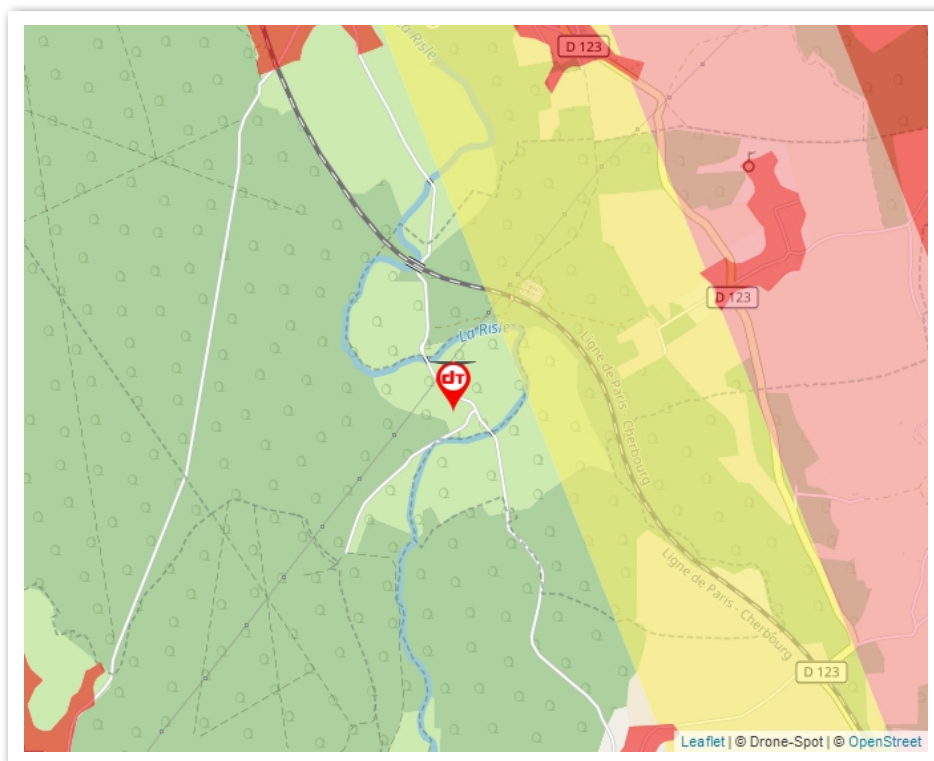 La Risle
D 123
D 123
La Risle
dT
Ligne de Paris - Cherbourg
Ligne de Paris - Cherbourg
D 123
Leaflet | © Drone-Spot | © OpenStreet